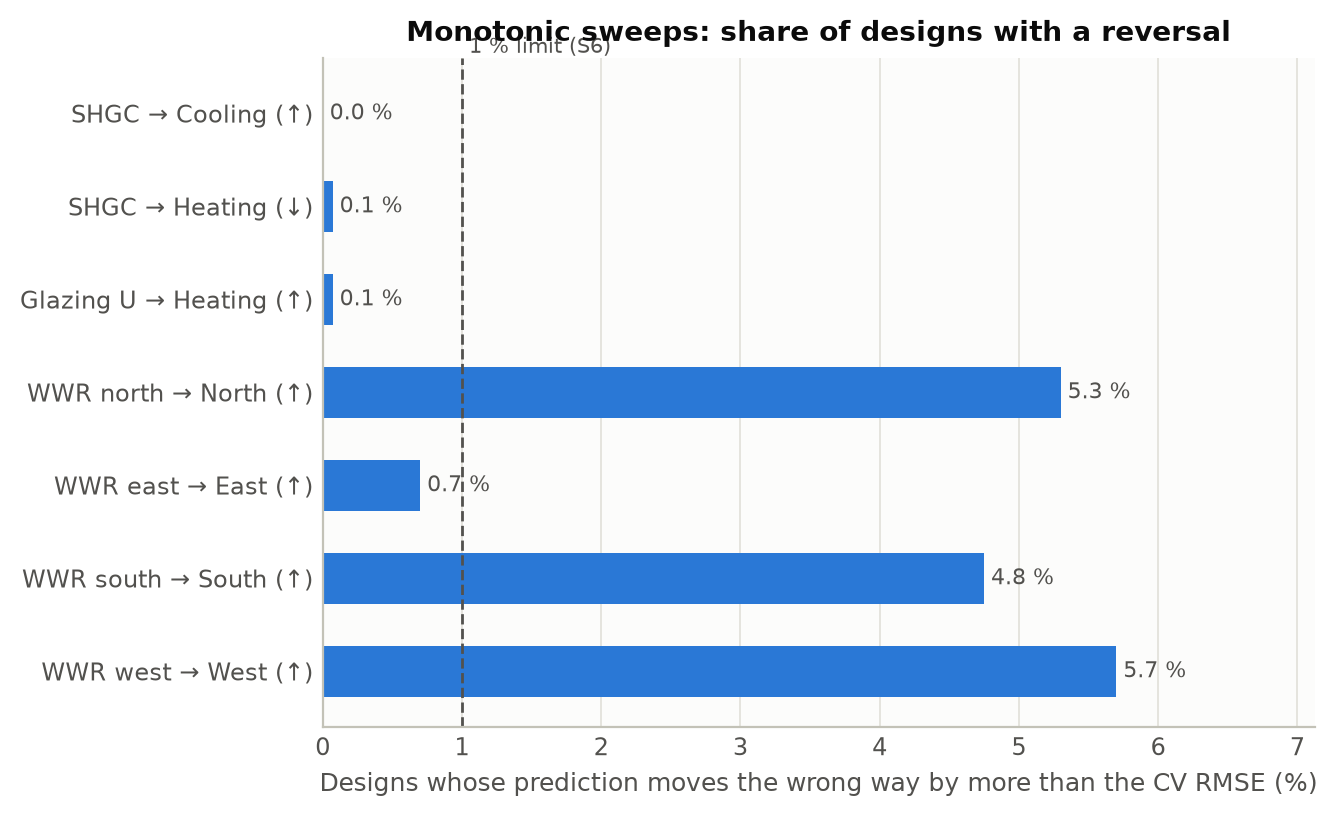 Monotonic sweeps: share of designs with a reversal
1 % limit (S6)
SHGC → Cooling (↑) 0.0 %
SHGC → Heating (↓) 0.1 %
Glazing U → Heating (↑) 0.1 %
WWR north → North (↑) 5.3 %
WWR east → East (↑) 0.7 %
WWR south → South (↑) 4.8 %
WWR west → West (↑) 5.7 %
0 1 2 3 4 5 6 7
Designs whose prediction moves the wrong way by more than the CV RMSE (%)